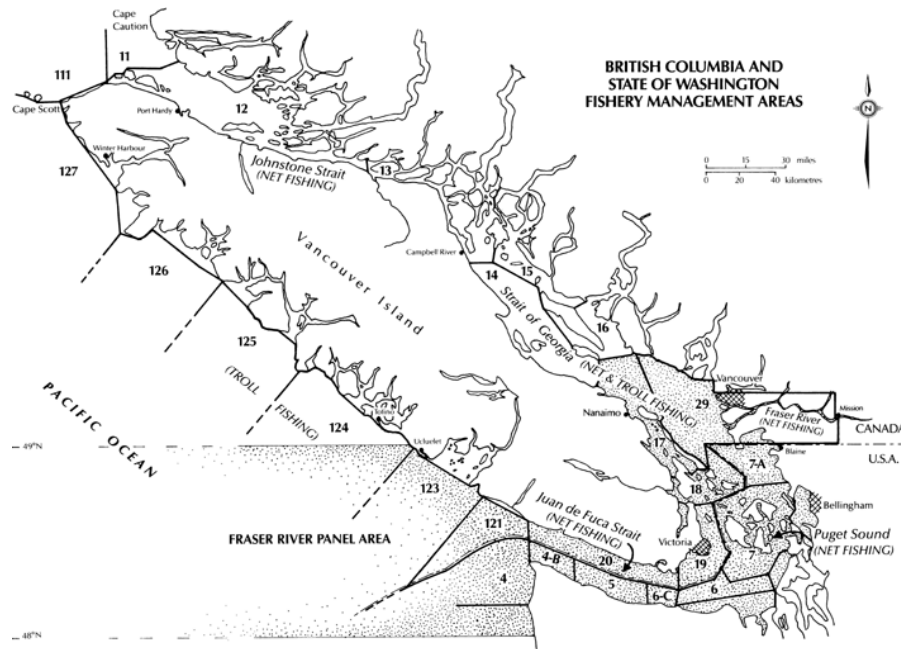 BRITISH COLUMBIA AND
STATE OF WASHINGTON
FISHERY MANAGEMENT AREAS
N
0 15 30 miles
0 20 40 kilometres
Cape
Caution
111
11
Cape Scott
Port Hardy
12
Winter Harbour
127
Johnstone Strait
(NET FISHING)
13
Campbell River
14
15
16
126
Vancouver Island
Strait of Georgia
(NET & TROLL FISHING)
125
(TROLL
FISHING)
Vancouver
29
Fraser River
(NET FISHING)
Mission
CANADA
U.S.A.
Blaine
Nanaimo
17
PACIFIC OCEAN
124
Tofino
Ucluelet
49°N
7-A
18
123
Bellingham
121
Juan de Fuca Strait
(NET FISHING)
Victoria
Puget Sound
(NET FISHING)
FRASER RIVER PANEL AREA
4
4-B
20
5
6-C
19
6
7
48°N